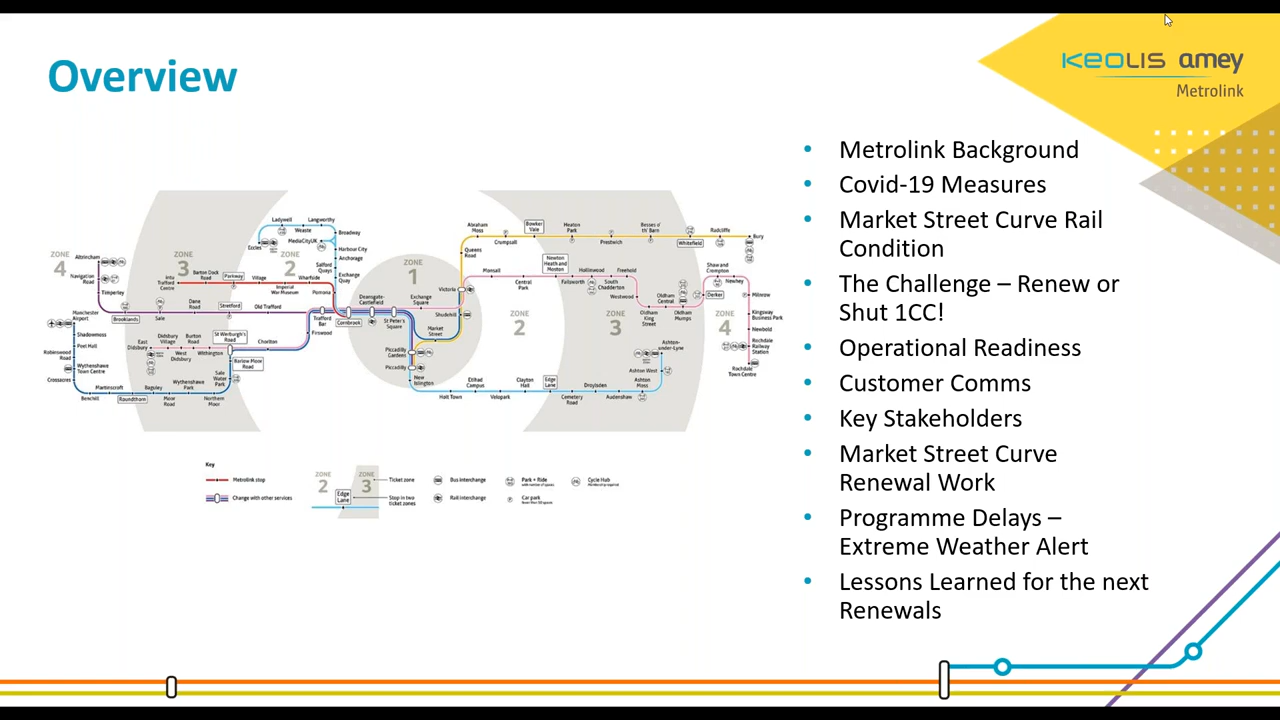 Overview
KEOLIS amey
Metrolink
Metrolink Background
Covid-19 Measures
Market Street Curve Rail
Condition
The Challenge – Renew or
Shut 1CC!
Operational Readiness
Customer Comms
Key Stakeholders
Market Street Curve
Renewal Work
Programme Delays –
Extreme Weather Alert
Lessons Learned for the next
Renewals
ZONE
4
ZONE
3
ZONE
2
ZONE
1
ZONE
2
ZONE
3
ZONE
4
Altrincham
Navigation
Road
Timperley
Brooklands
Sale
Dane
Road
Stretford
Old Trafford
Trafford
Bar
Cornbrook
Deansgate-
Castlefield
St Peter's
Square
Intu
Trafford
Centre
Barton Dock
Road
Parkway
Village
Imperial
War Museum
Wharfside
Pomona
Eccles
Ladywell
Weaste
Langworthy
MediaCityUK
Broadway
Harbour City
Anchorage
Salford
Quays
Exchange
Quay
Manchester
Airport
Shadowmoss
Peel Hall
Robinswood
Road
Wythenshawe
Town Centre
Crossacres
Benchill
Martinscroft
Roundthorn
Baguley
Moor
Road
Wythenshawe
Park
Northern
Moor
Sale
Water
Park
Barlow Moor
Road
St Werburgh's
Road
East
Didsbury
Didsbury
Village
West
Didsbury
Burton
Road
Withington
Chorlton
Firswood
Exchange
Square
Victoria
Shudehill
Market
Street
Piccadilly
Gardens
Piccadilly
New
Islington
Holt Town
Etihad
Campus
Velopark
Clayton
Hall
Edge
Lane
Cemetery
Road
Droylsden
Audenshaw
Ashton
Moss
Ashton West
Ashton-
under-Lyne
Queens
Road
Abraham
Moss
Crumpsall
Bowker
Vale
Heaton
Park
Prestwich
Besses o'
th' Barn
Whitefield
Radcliffe
Bury
Monsall
Central
Park
Newton
Heath and
Moston
Failsworth
Hollinwood
South
Chadderton
Freehold
Westwood
Oldham
King
Street
Oldham
Central
Oldham
Mumps
Derker
Shaw and
Crompton
Newhey
Milnrow
Kingsway
Business Park
Newbold
Rochdale
Railway
Station
Rochdale
Town Centre
Key
Metrolink stop
Change with other services
ZONE
2
ZONE
3
Edge
Lane
Ticket zone
Stop in two
ticket zones
Bus interchange
Rail interchange
Park + Ride
Car park
Cycle Hub